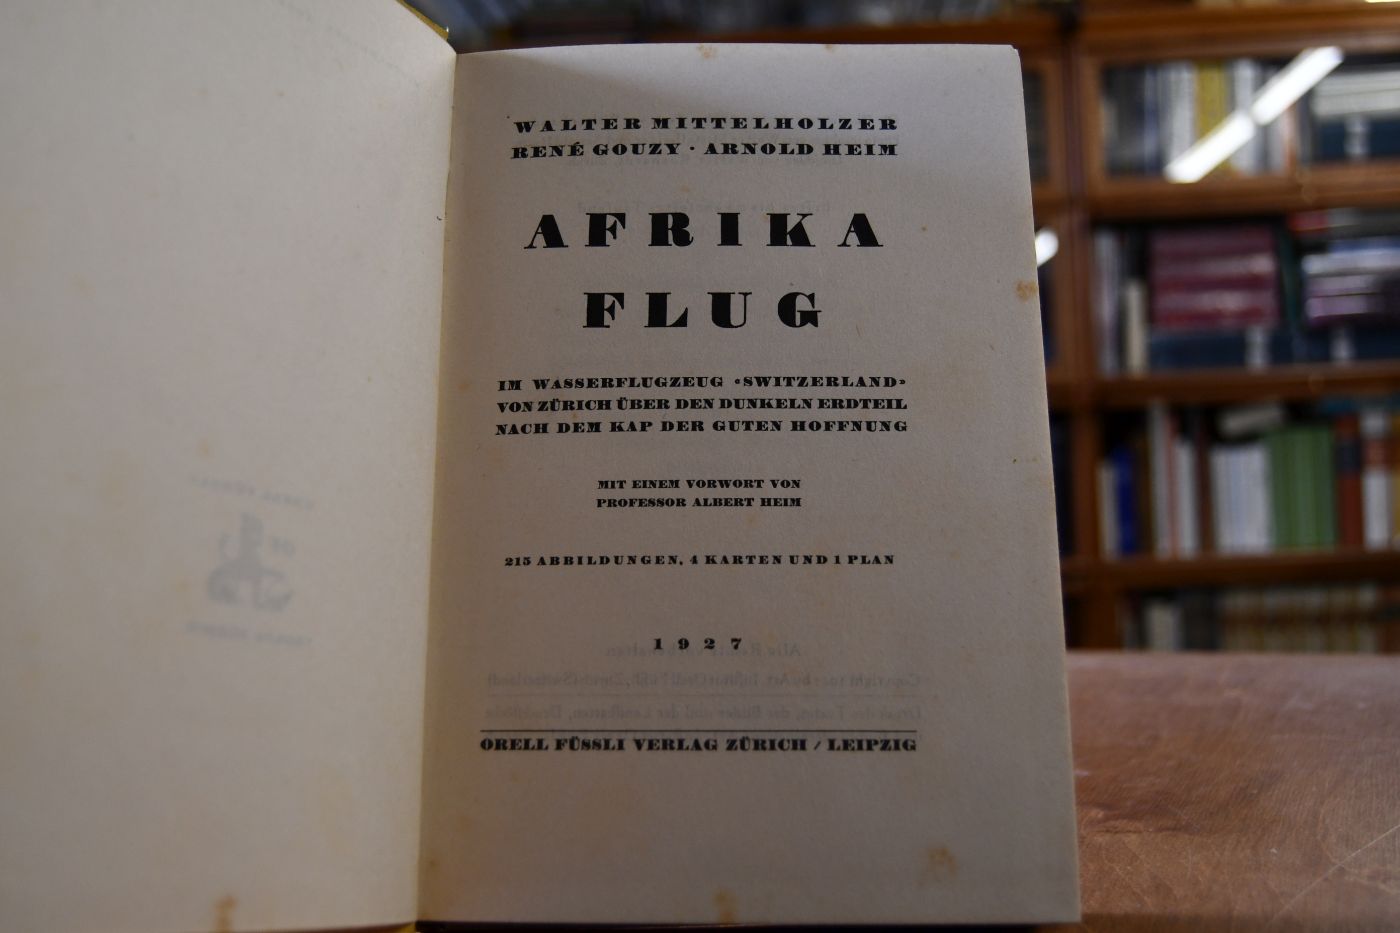 WALTER MITTELHOLZER
RENÉ GOUZY · ARNOLD HEIM
AFRIKA
FLUG
IM WASSERFLUGZEUG «SWITZERLAND»
VON ZÜRICH ÜBER DEN DUNKELN ERDTEIL
NACH DEM KAP DER GUTEN HOFFNUNG
MIT EINEM VORWORT VON
PROFESSOR ALBERT HEIM
215 ABBILDUNGEN, 4 KARTEN UND 1 PLAN
1927
ORELL FÜSSLI VERLAG ZÜRICH / LEIPZIG